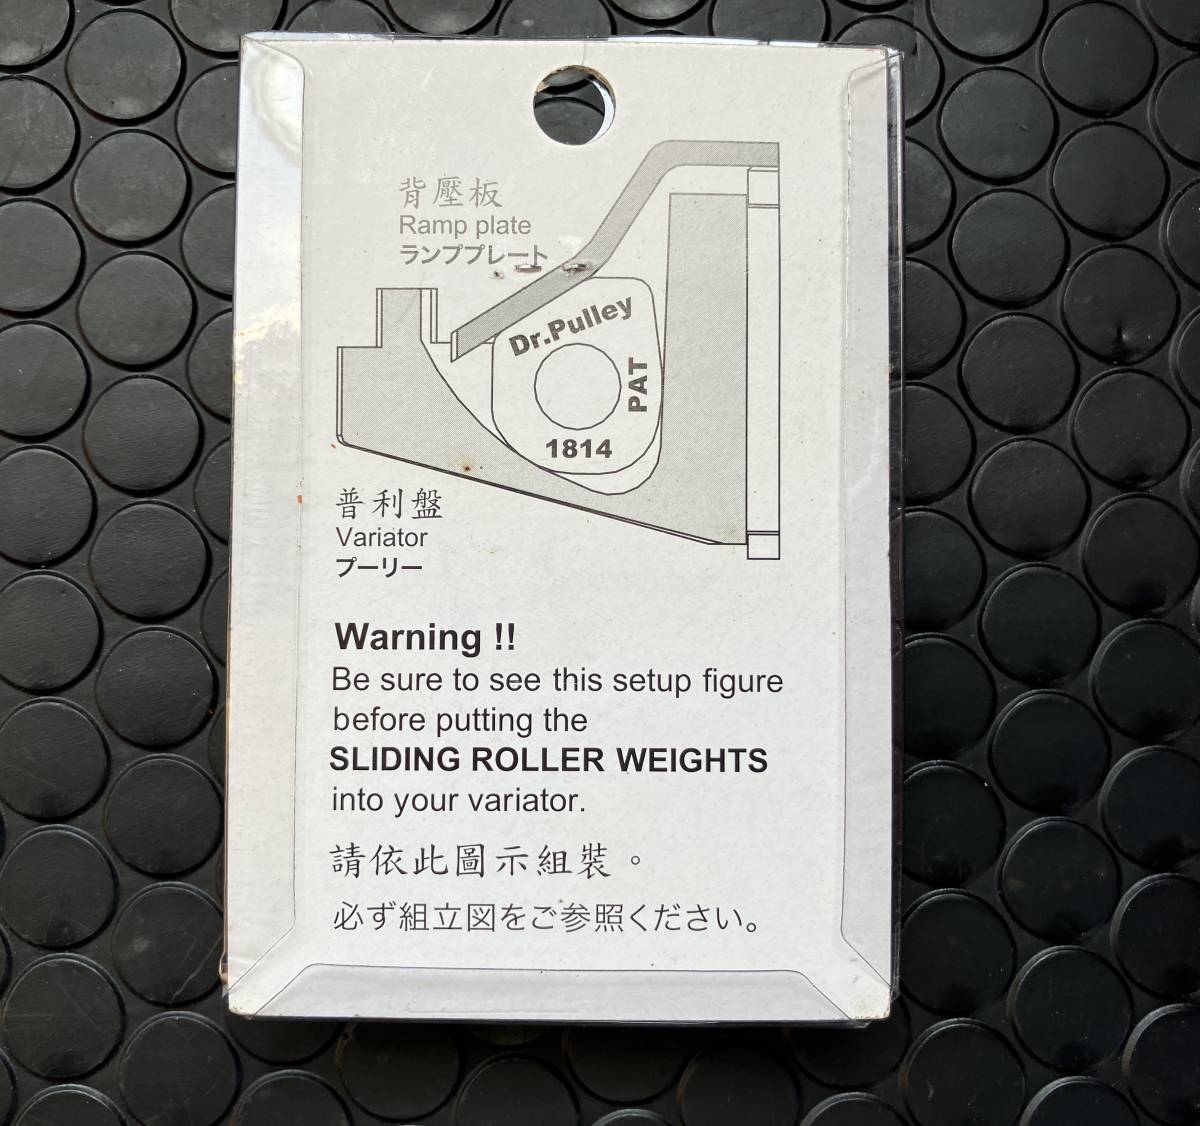 背壓板
Ramp plate
ランププレート
Dr.Pulley
PAT
1814
普利盤
Variator
プーリー
Warning !!
Be sure to see this setup figure
before putting the
SLIDING ROLLER WEIGHTS
into your variator.
請依此圖示組裝。
必ず組立図をご参照ください。